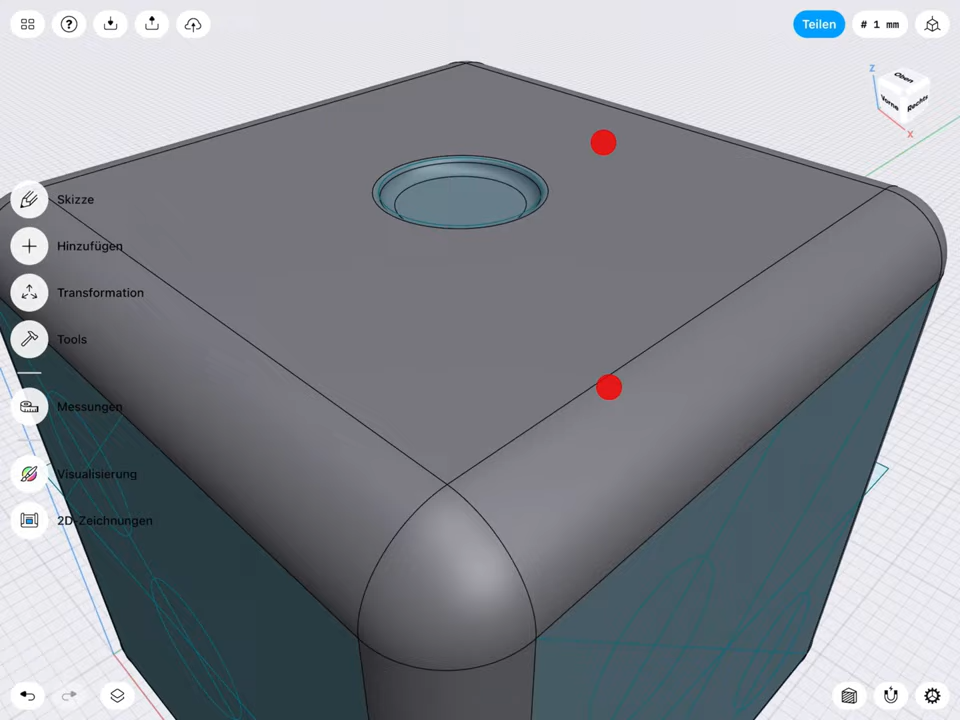 ?
Teilen
# 1 mm
Z
Oben
Vorne
Rechts
X
Skizze
Hinzufügen
Transformation
Tools
Messungen
Visualisierung
2D-Zeichnungen